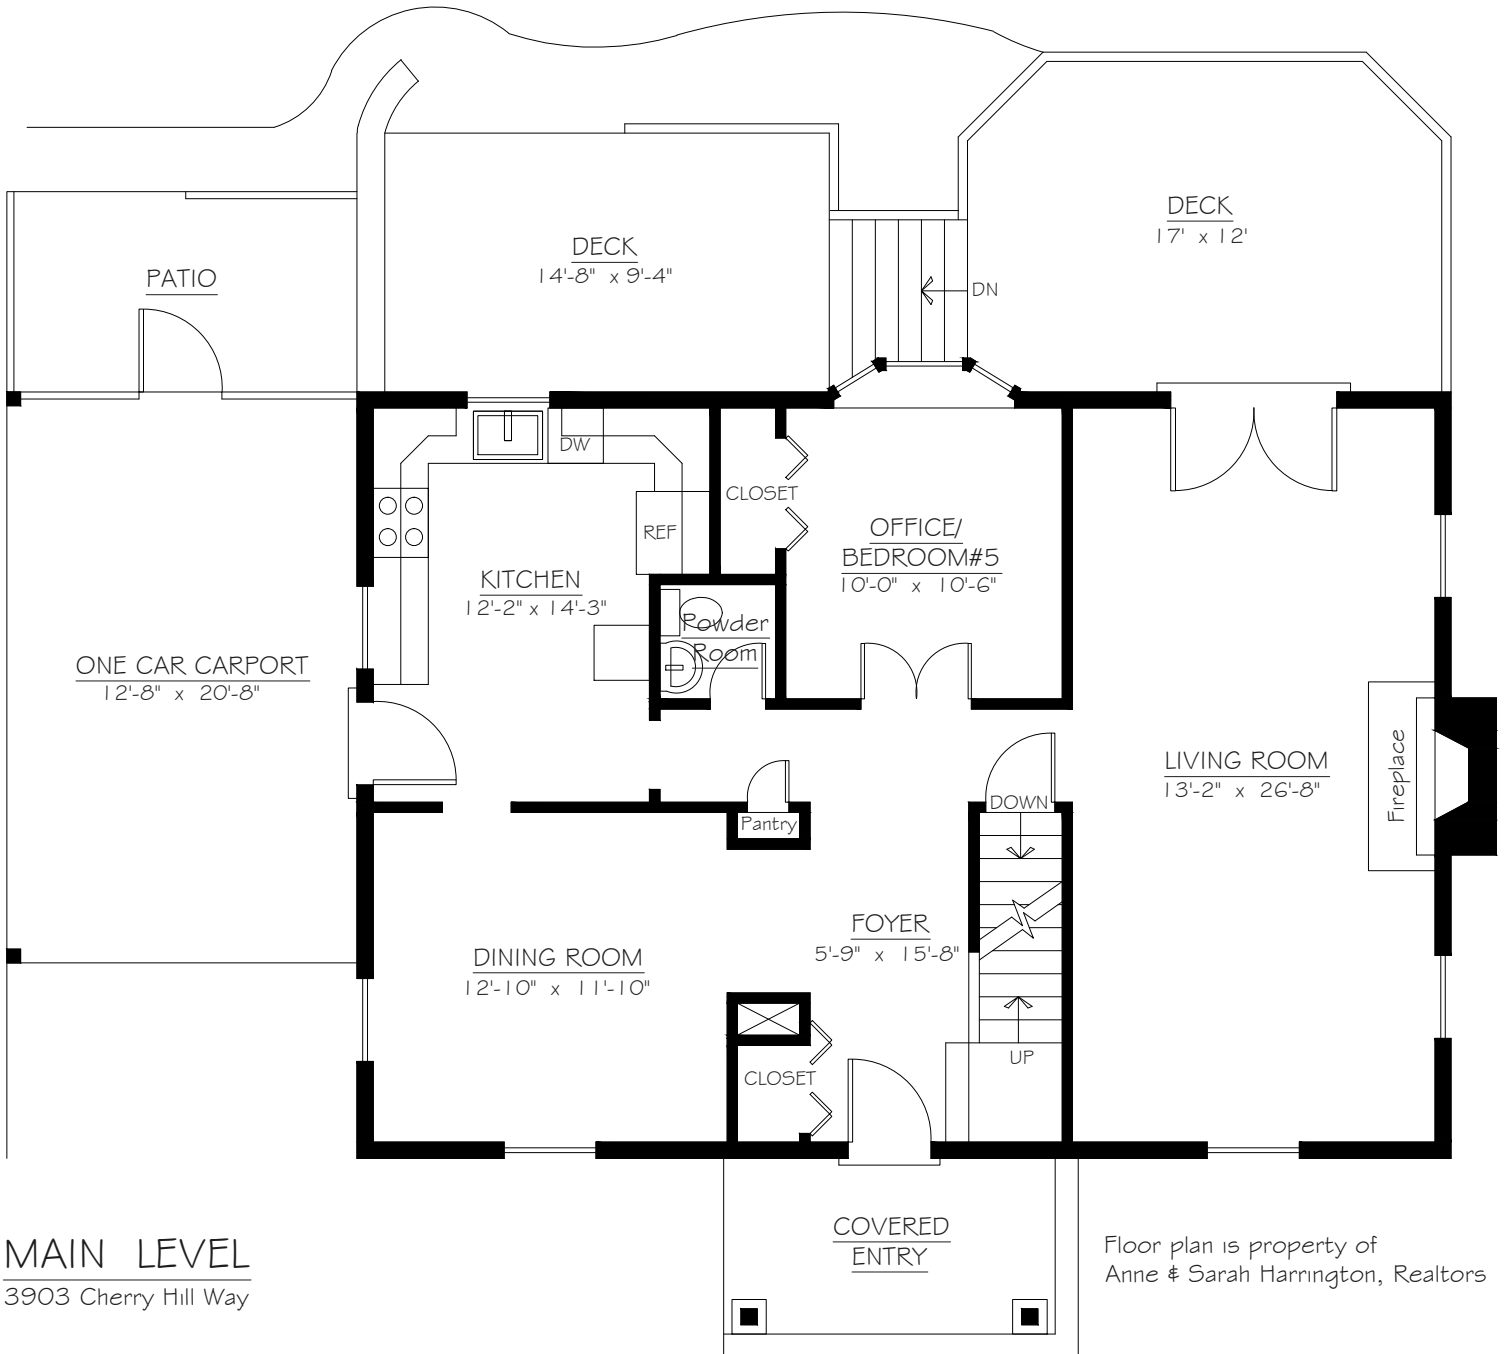 DECK
17' x 12'
DECK
14'-8" x 9'-4"
PATIO
DN
DW
CLOSET
REF
OFFICE/
BEDROOM#5
10'-0" x 10'-6"
KITCHEN
12'-2" x 14'-3"
Powder
Room
ONE CAR CARPORT
12'-8" x 20'-8"
LIVING ROOM
13'-2" x 26'-8"
Fireplace
DOWN
Pantry
FOYER
5'-9" x 15'-8"
DINING ROOM
12'-10" x 11'-10"
UP
CLOSET
COVERED
ENTRY
MAIN LEVEL
3903 Cherry Hill Way
Floor plan is property of
Anne & Sarah Harrington, Realtors